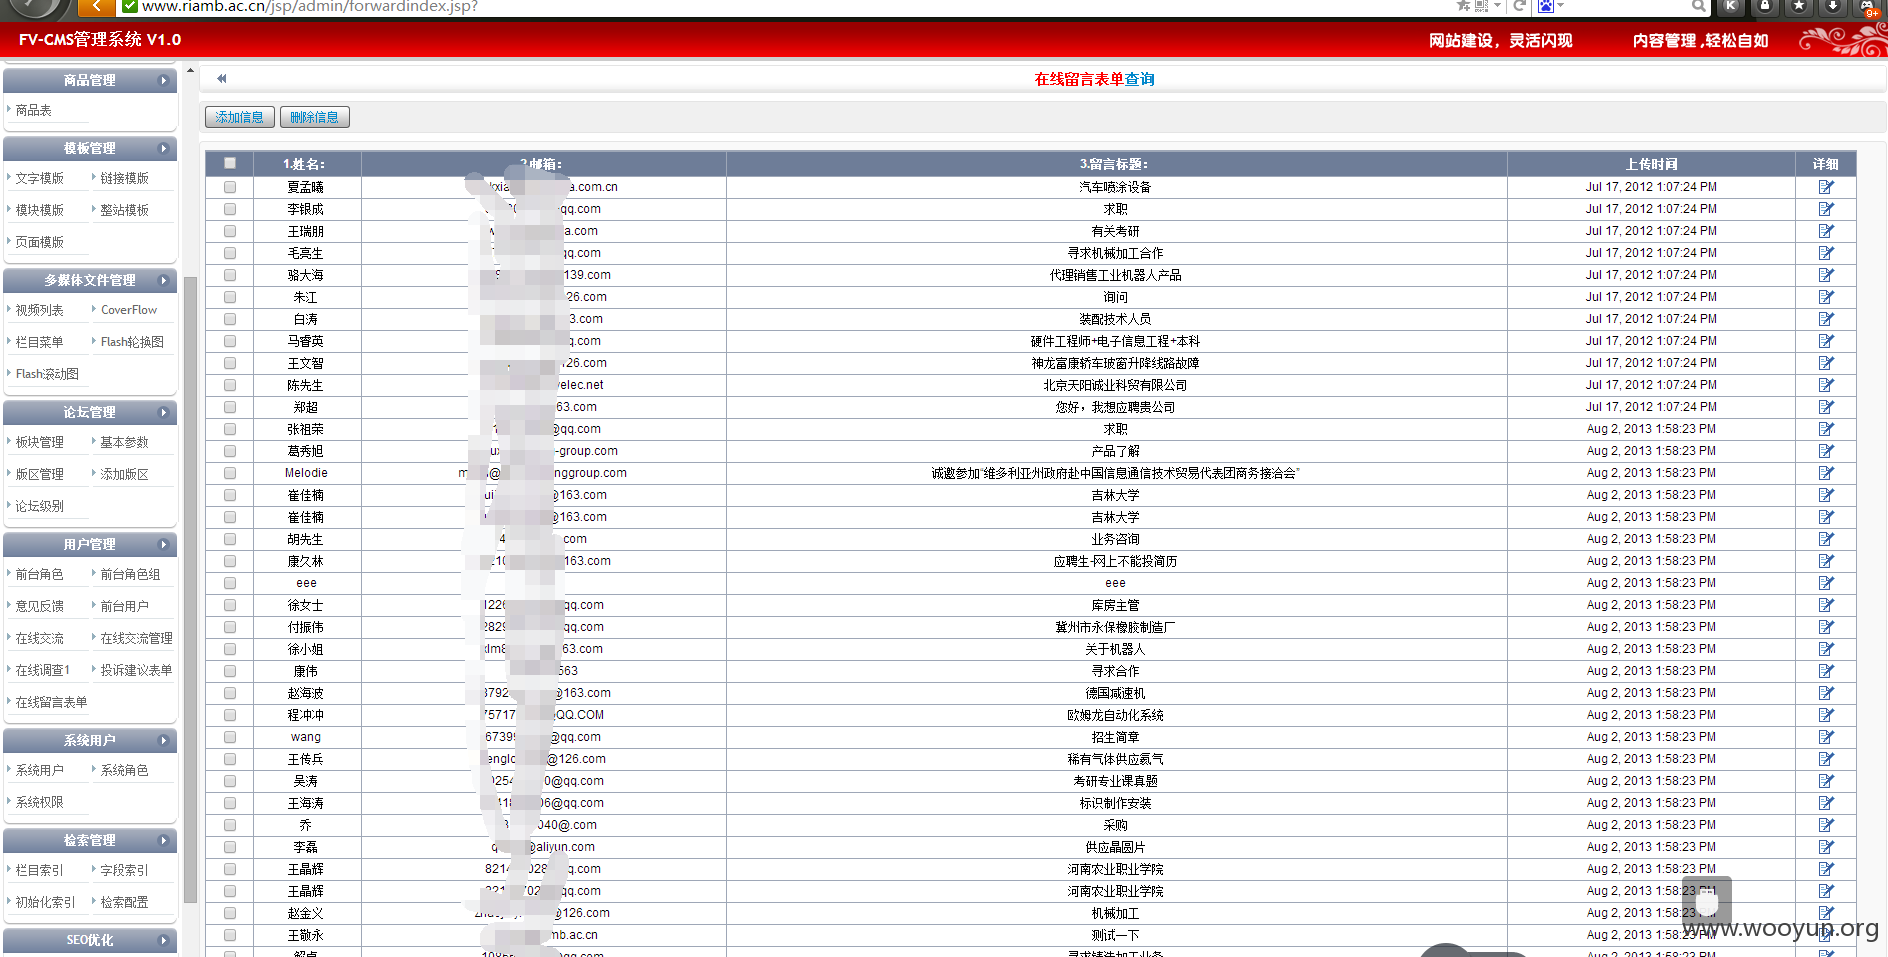 www.riamb.ac.cn/jsp/admin/forwardindex.jsp?
K
9+
FV-CMS管理系统 V1.0
网站建设，灵活闪现
内容管理 ,轻松自如
商品管理
商品表
模板管理
文字模版 链接模版
模块模版 整站模板
页面模版
多媒体文件管理
视频列表 CoverFlow
栏目菜单 Flash轮换图
Flash滚动图
论坛管理
板块管理 基本参数
版区管理 添加版区
论坛级别
用户管理
前台角色 前台角色组
意见反馈 前台用户
在线交流 在线交流管理
在线调查1 投诉建议表单
在线留言表单
系统用户
系统用户 系统角色
系统权限
检索管理
栏目索引 字段索引
初始化索引 检索配置
SEO优化
在线留言表单查询
添加信息 删除信息
1.姓名： 邮箱： 3.留言标题： 上传时间 详细
夏孟曦 a.com.cn 汽车喷涂设备 Jul 17, 2012 1:07:24 PM
李银成 qq.com 求职 Jul 17, 2012 1:07:24 PM
王瑞朋 a.com 有关考研 Jul 17, 2012 1:07:24 PM
毛亮生 q.com 寻求机械加工合作 Jul 17, 2012 1:07:24 PM
骆大海 139.com 代理销售工业机器人产品 Jul 17, 2012 1:07:24 PM
朱江 26.com 询问 Jul 17, 2012 1:07:24 PM
白涛 3.com 装配技术人员 Jul 17, 2012 1:07:24 PM
马睿英 q.com 硬件工程师+电子信息工程+本科 Jul 17, 2012 1:07:24 PM
王文智 126.com 神龙富康轿车玻窗升降线路故障 Jul 17, 2012 1:07:24 PM
陈先生 elec.net 北京天阳诚业科贸有限公司 Jul 17, 2012 1:07:24 PM
郑超 63.com 您好，我想应聘贵公司 Jul 17, 2012 1:07:24 PM
张祖荣 @qq.com 求职 Aug 2, 2013 1:58:23 PM
葛秀旭 -group.com 产品了解 Aug 2, 2013 1:58:23 PM
Melodie m @ nggroup.com 诚邀参加"维多利亚州政府赴中国信息通信技术贸易代表团商务接洽会" Aug 2, 2013 1:58:23 PM
崔佳楠 @163.com 吉林大学 Aug 2, 2013 1:58:23 PM
崔佳楠 @163.com 吉林大学 Aug 2, 2013 1:58:23 PM
胡先生 4 com 业务咨询 Aug 2, 2013 1:58:23 PM
康久林 163.com 应聘生-网上不能投简历 Aug 2, 2013 1:58:23 PM
eee eee Aug 2, 2013 1:58:23 PM
徐女士 1226 qq.com 库房主管 Aug 2, 2013 1:58:23 PM
付振伟 2829 qq.com 冀州市永保橡胶制造厂 Aug 2, 2013 1:58:23 PM
徐小姐 63.com 关于机器人 Aug 2, 2013 1:58:23 PM
康伟 563 寻求合作 Aug 2, 2013 1:58:23 PM
赵海波 3792 @163.com 德国减速机 Aug 2, 2013 1:58:23 PM
程冲冲 75717 @QQ.COM 欧姆龙自动化系统 Aug 2, 2013 1:58:23 PM
wang 6739 @qq.com 招生简章 Aug 2, 2013 1:58:23 PM
王传兵 @126.com 稀有气体供应氦气 Aug 2, 2013 1:58:23 PM
吴涛 0254 0@qq.com 考研专业课真题 Aug 2, 2013 1:58:23 PM
王海涛 06@qq.com 标识制作安装 Aug 2, 2013 1:58:23 PM
乔 040@.com 采购 Aug 2, 2013 1:58:23 PM
李磊 q @aliyun.com 供应晶圆片 Aug 2, 2013 1:58:23 PM
王晶辉 8214 028 q.com 河南农业职业学院 Aug 2, 2013 1:58:23 PM
王晶辉 702 qq.com 河南农业职业学院 Aug 2, 2013 1:58:23 PM
赵金义 @126.com 机械加工 Aug 2, 2013 1:58:23 PM
王敬永 mb.ac.cn 测试一下 Aug 2, 2013 1:58:23 PM
www.wooyun.org